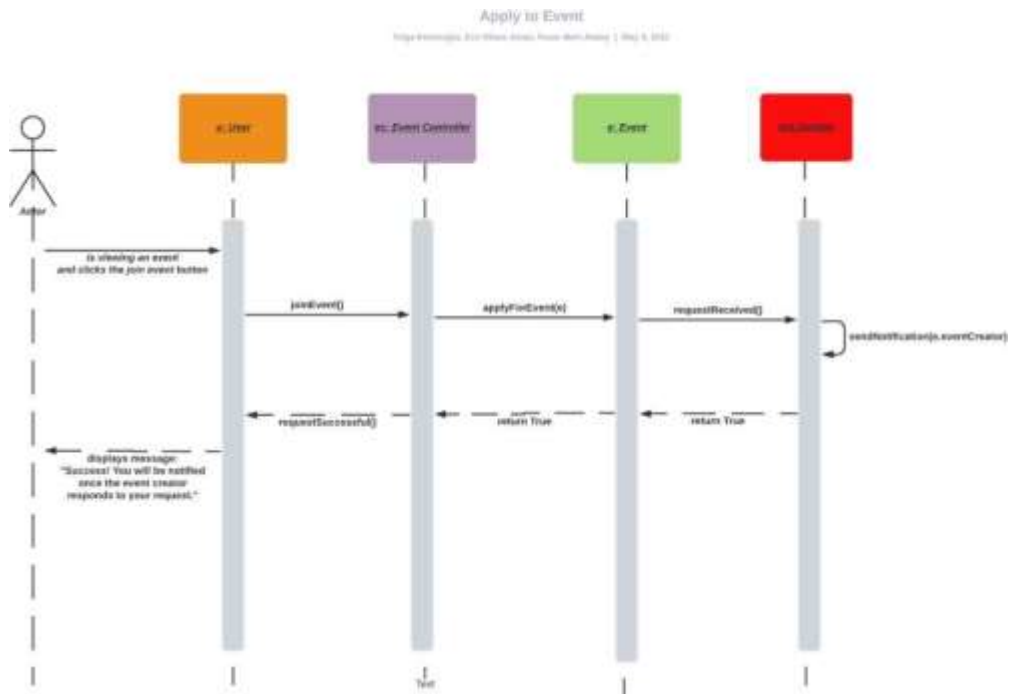 Apply to Event
u: User
ec: Event Controller
e: Event
Actor
is viewing an event
and clicks the join event button
joinEvent()
applyForEvent(e)
requestReceived()
sendNotification(e.eventCreator)
requestSuccessful()
return True
return True
displays message:
"Success! You will be notified
once the event creator
responds to your request."
Text